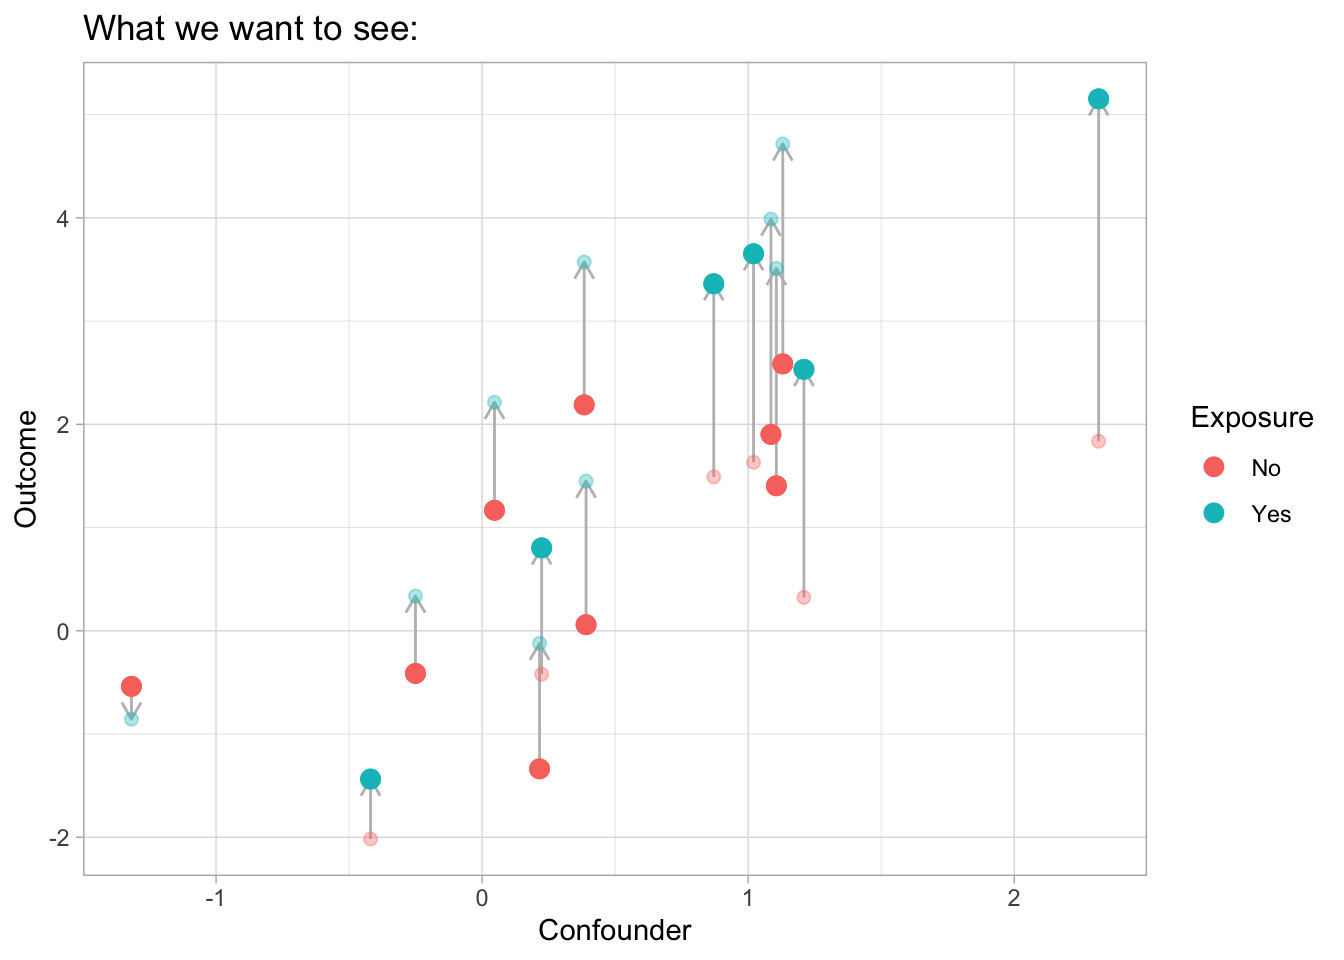 What we want to see:
4
2
0
-2
Outcome
-1
0
1
2
Confounder
Exposure
No
Yes